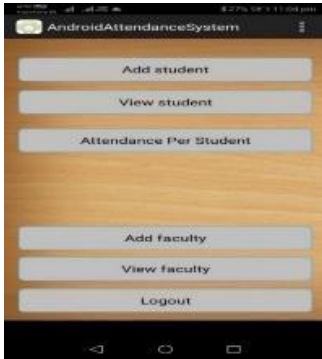 AndroidAttendanceSystem
Add student
View student
Attendance Per Student
Add faculty
View faculty
Logout